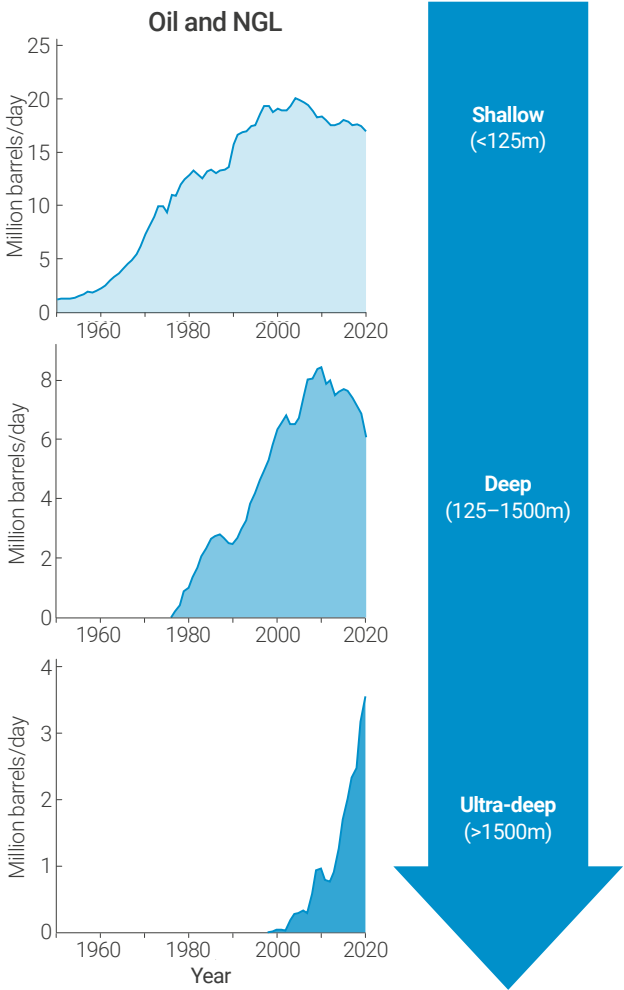 Oil and NGL
Million barrels/day
25
20
15
10
5
0
1960 1980 2000 2020
Shallow
(<125m)
Million barrels/day
8
6
4
2
0
1960 1980 2000 2020
Deep
(125–1500m)
Million barrels/day
4
3
2
1
0
1960 1980 2000 2020
Year
Ultra-deep
(>1500m)